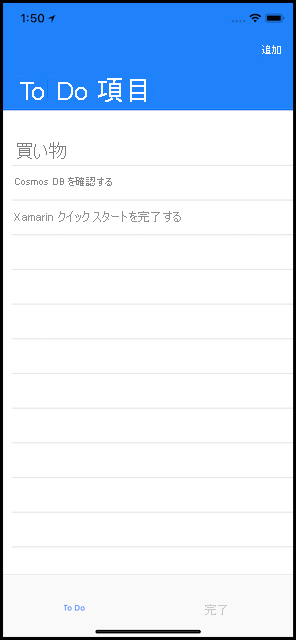 1:50
追加
To Do 項目
買い物
Cosmos DB を確認する
Xamarin クイック スタートを完了する
To Do
完了